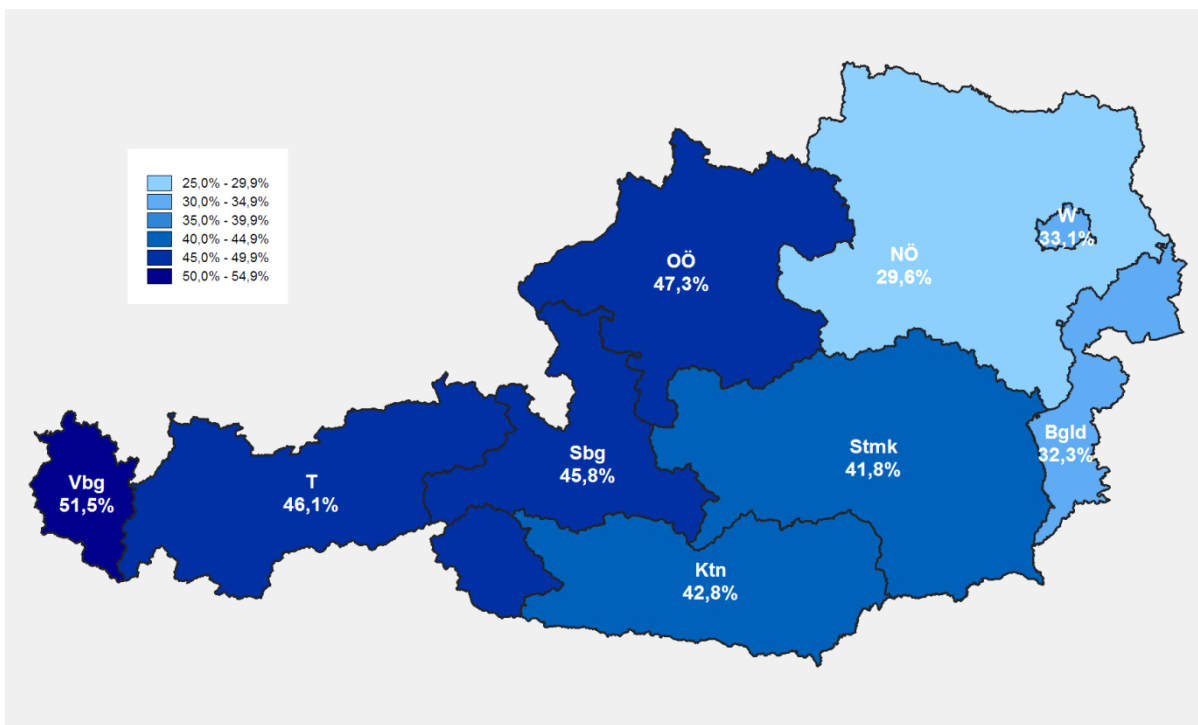 25,0% - 29,9%
30,0% - 34,9%
35,0% - 39,9%
40,0% - 44,9%
45,0% - 49,9%
50,0% - 54,9%
W
33,1%
NÖ
29,6%
OÖ
47,3%
Bgld
32,3%
Stmk
41,8%
Sbg
45,8%
T
46,1%
Vbg
51,5%
Ktn
42,8%